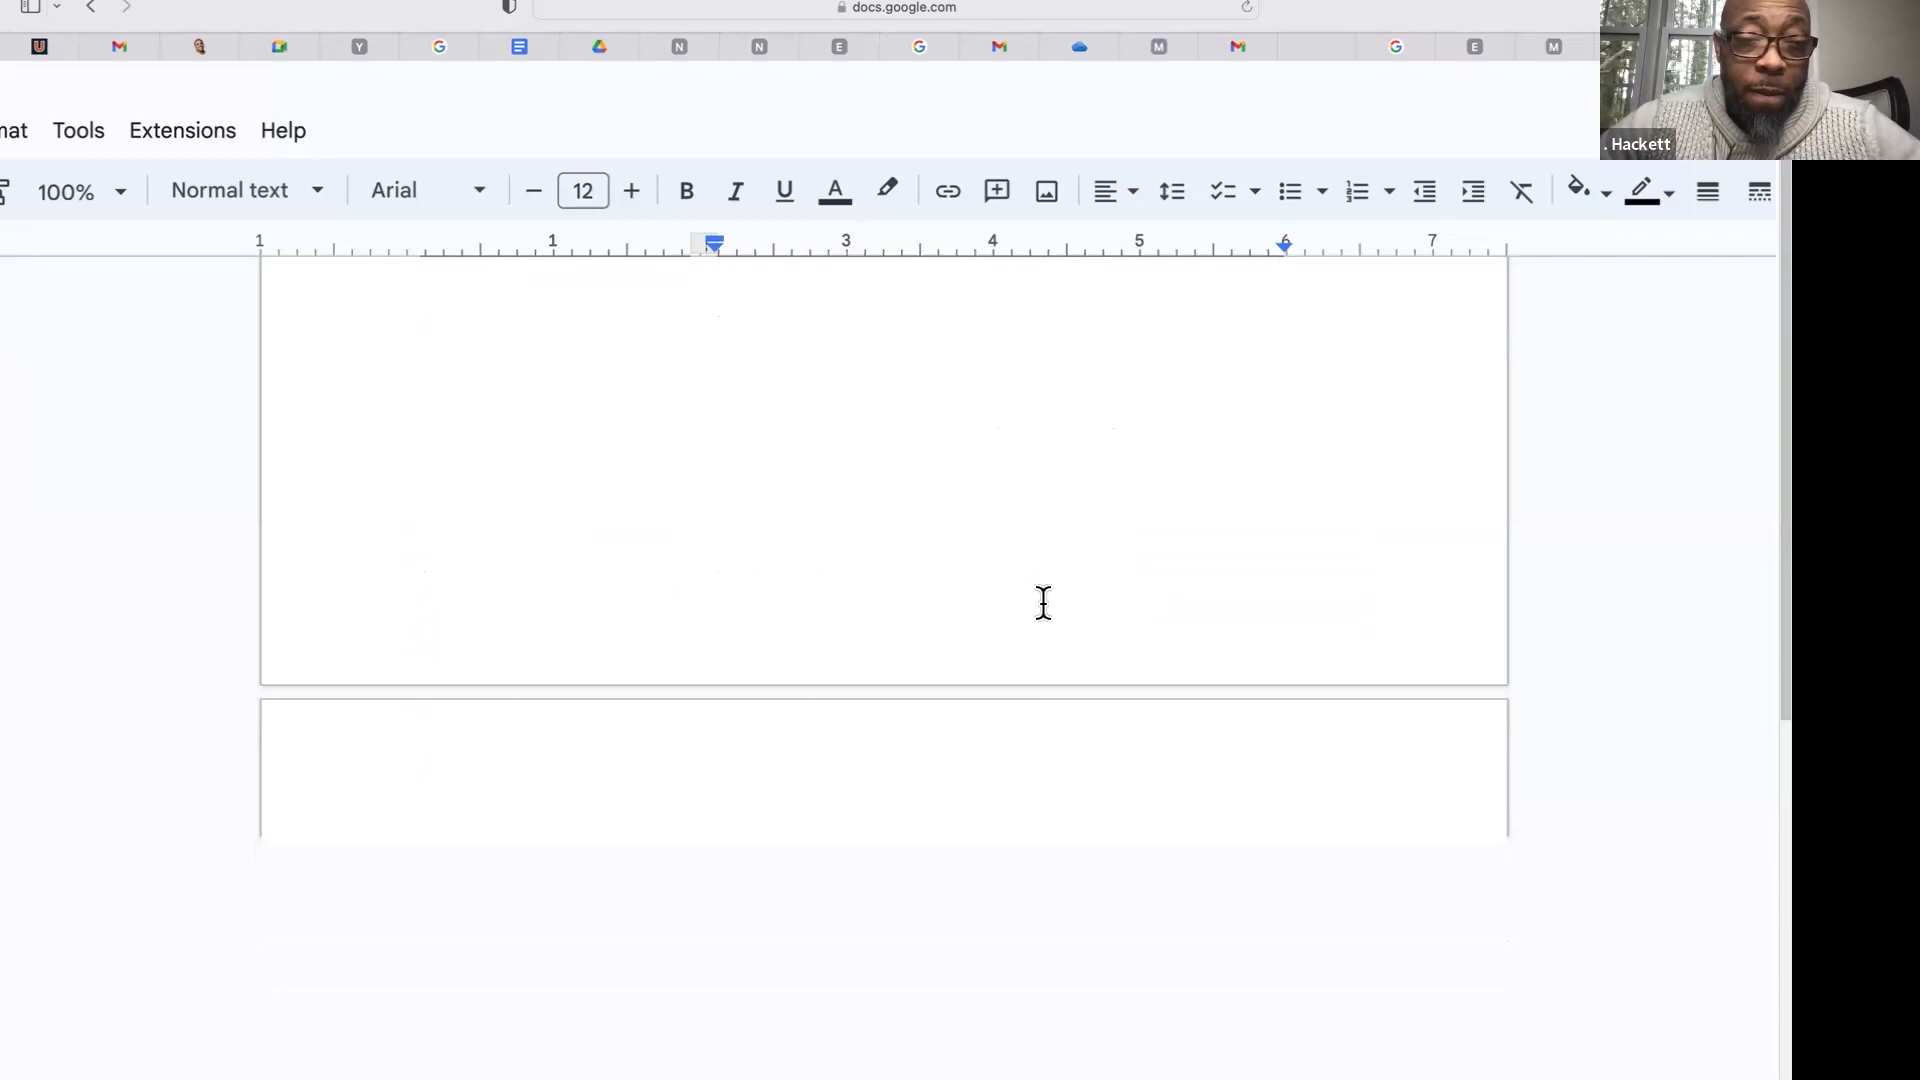 docs.google.com
U Y G N N E G M G E M
mat Tools Extensions Help
. Hackett
100% Normal text Arial 12 B I U A
1 1 3 4 5 6 7